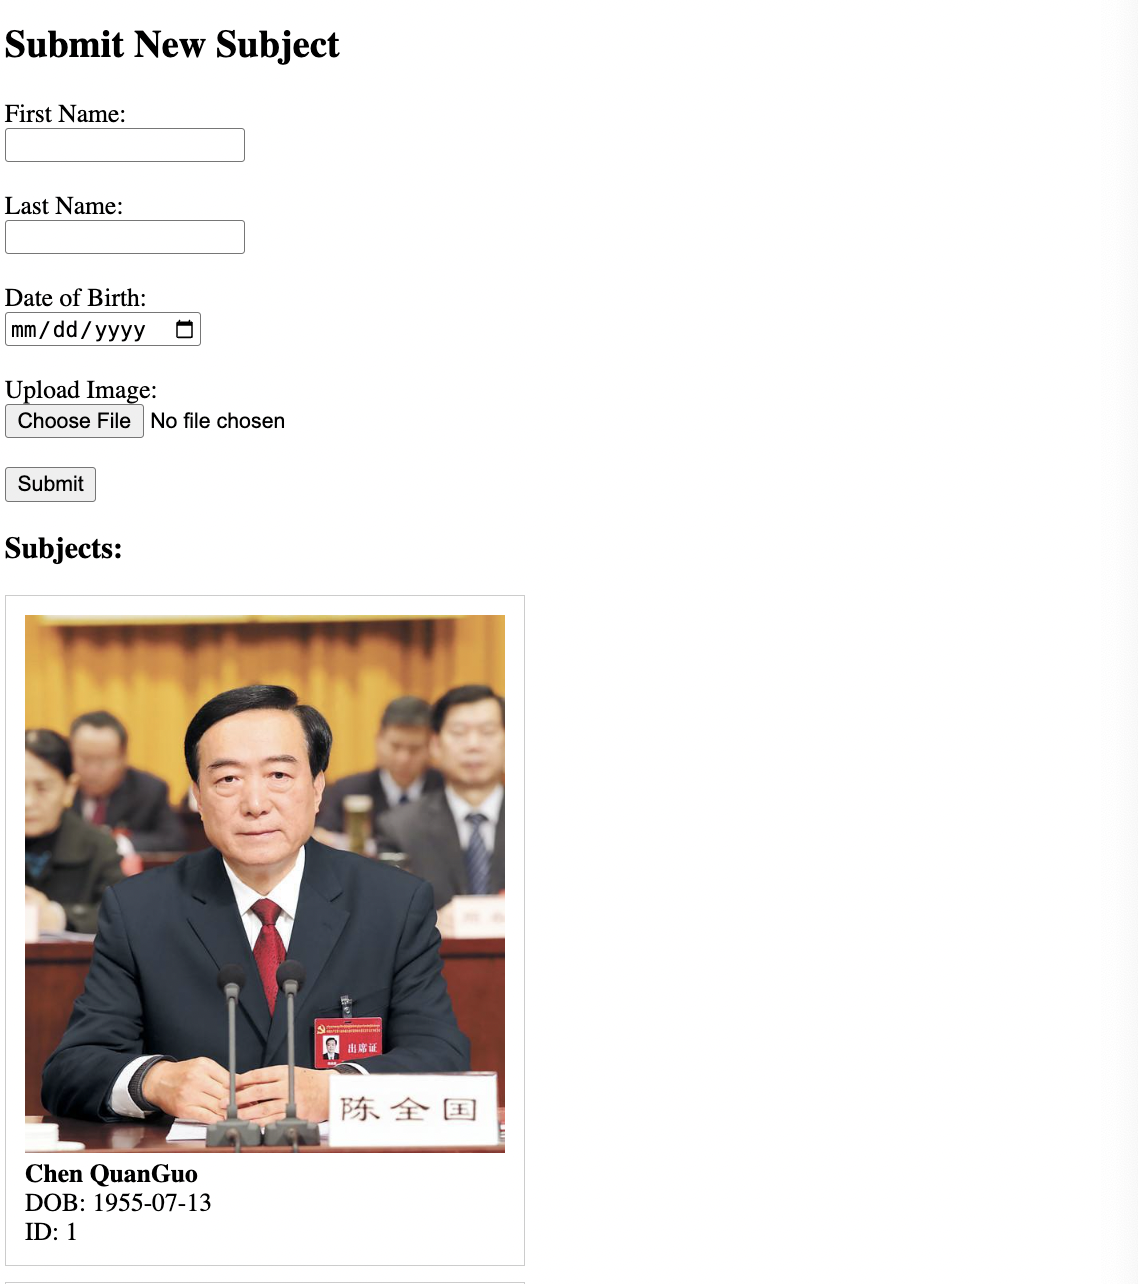 Submit New Subject
First Name:
Last Name:
Date of Birth:
mm/dd/yyyy
Upload Image:
Choose File No file chosen
Submit
Subjects:
出席证
陈全国
Chen QuanGuo
DOB: 1955-07-13
ID: 1